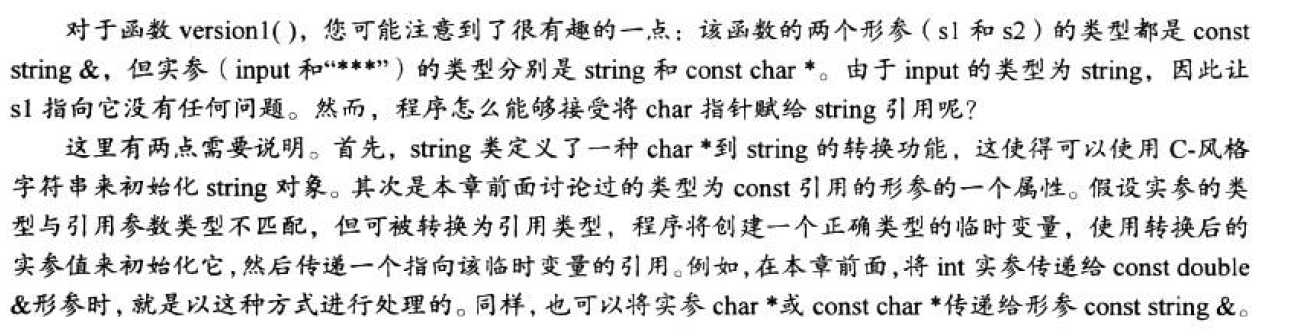 对于函数 version1( )，您可能注意到了很有趣的一点：该函数的两个形参（s1 和 s2）的类型都是 const
string &，但实参（input 和“***”）的类型分别是 string 和 const char *。由于 input 的类型为 string，因此让
s1 指向它没有任何问题。然而，程序怎么能够接受将 char 指针赋给 string 引用呢？
这里有两点需要说明。首先，string 类定义了一种 char *到 string 的转换功能，这使得可以使用 C-风格
字符串来初始化 string 对象。其次是本章前面讨论过的类型为 const 引用的形参的一个属性。假设实参的类
型与引用参数类型不匹配，但可被转换为引用类型，程序将创建一个正确类型的临时变量，使用转换后的
实参值来初始化它，然后传递一个指向该临时变量的引用。例如，在本章前面，将 int 实参传递给 const double
&形参时，就是以这种方式进行处理的。同样，也可以将实参 char *或 const char *传递给形参 const string &。